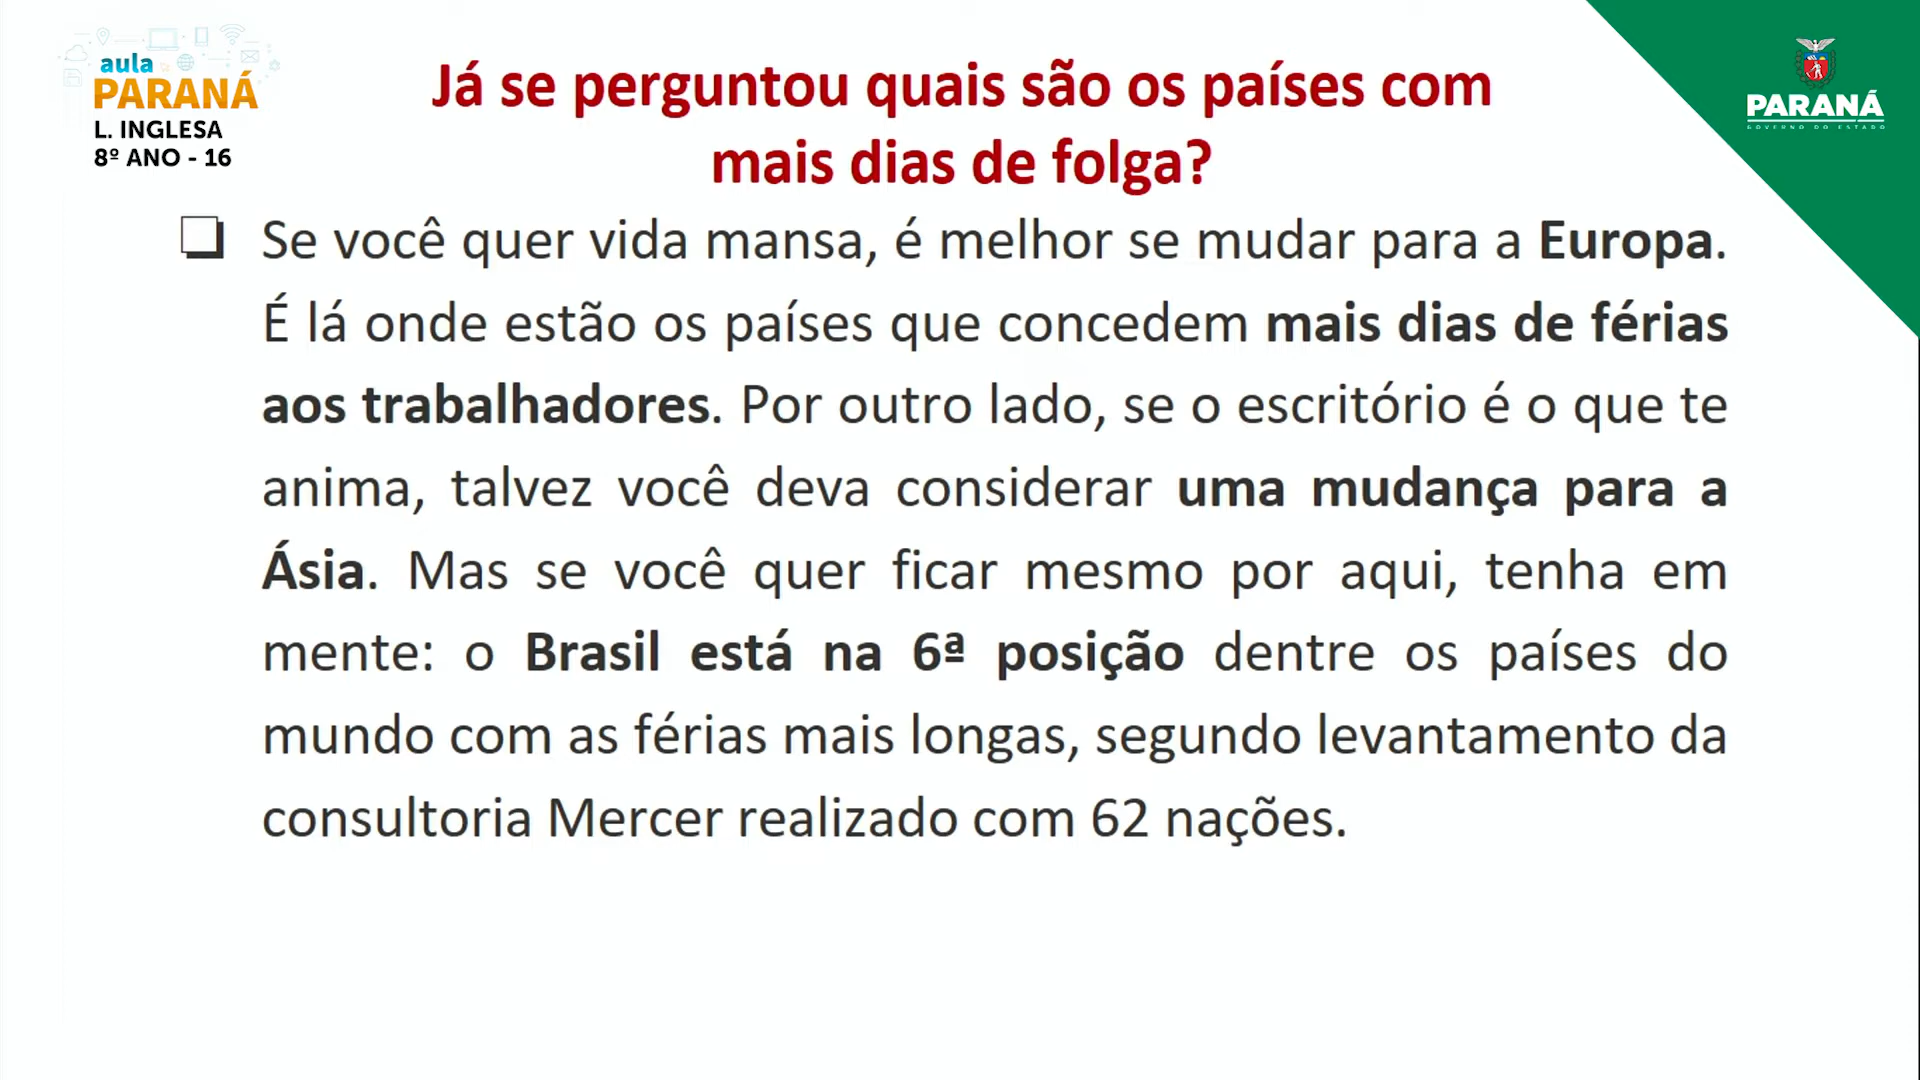 aula
PARANÁ
L. INGLESA
8º ANO - 16
Já se perguntou quais são os países com
mais dias de folga?
PARANÁ
GOVERNO DO ESTADO
❑ Se você quer vida mansa, é melhor se mudar para a Europa.
É lá onde estão os países que concedem mais dias de férias
aos trabalhadores. Por outro lado, se o escritório é o que te
anima, talvez você deva considerar uma mudança para a
Ásia. Mas se você quer ficar mesmo por aqui, tenha em
mente: o Brasil está na 6ª posição dentre os países do
mundo com as férias mais longas, segundo levantamento da
consultoria Mercer realizado com 62 nações.